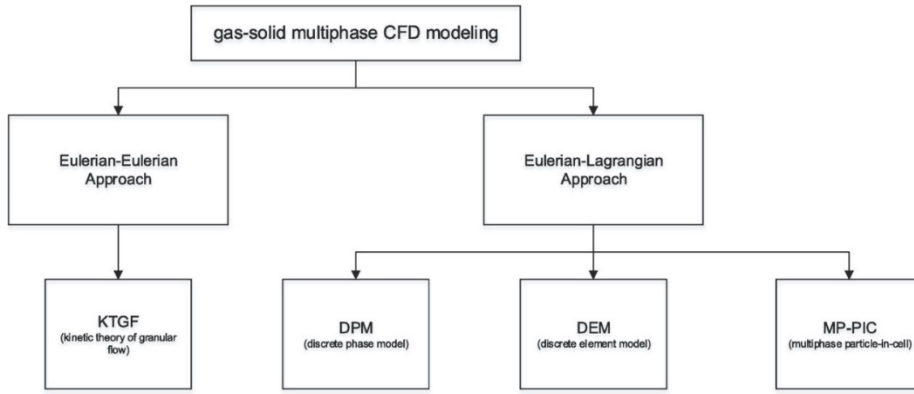 gas-solid multiphase CFD modeling
Eulerian-Eulerian
Approach
Eulerian-Lagrangian
Approach
KTGF
(kinetic theory of granular
flow)
DPM
(discrete phase model)
DEM
(discrete element model)
MP-PIC
(multiphase particle-in-cell)